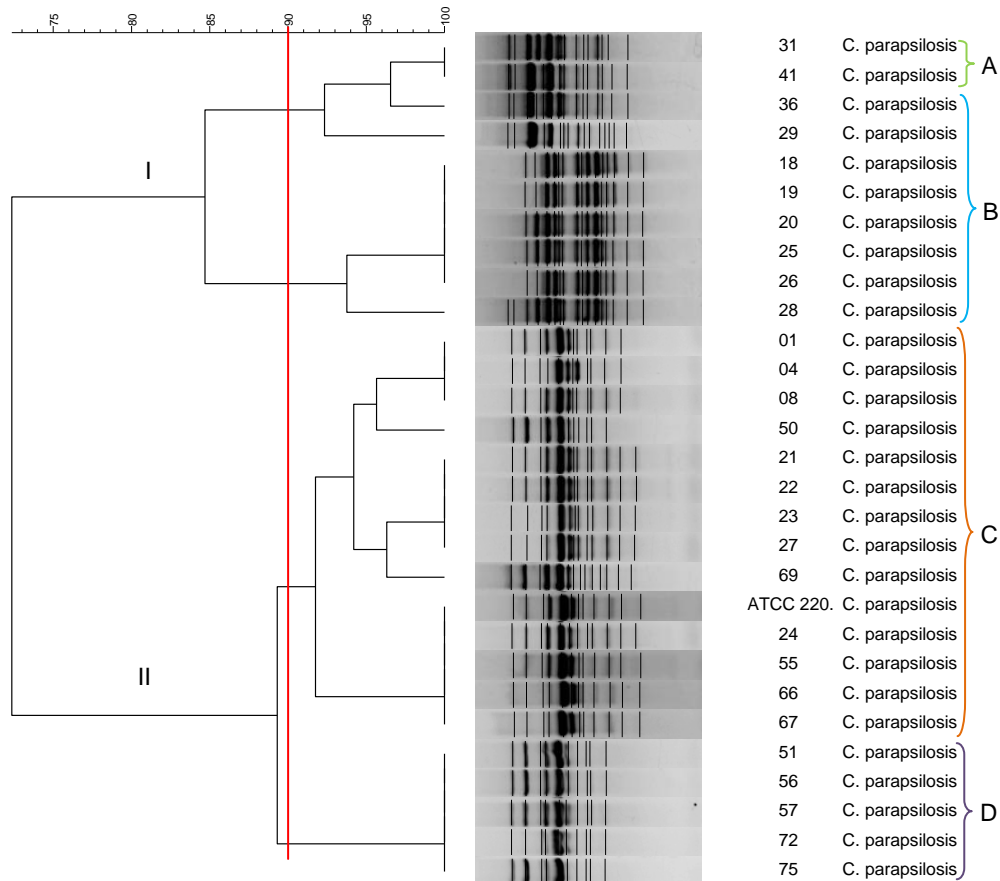 75 80 85 90 95 100
31 C. parapsilosis
41 C. parapsilosis
A
36 C. parapsilosis
29 C. parapsilosis
18 C. parapsilosis
I
19 C. parapsilosis
B
20 C. parapsilosis
25 C. parapsilosis
26 C. parapsilosis
28 C. parapsilosis
01 C. parapsilosis
04 C. parapsilosis
08 C. parapsilosis
50 C. parapsilosis
21 C. parapsilosis
22 C. parapsilosis
23 C. parapsilosis
C
27 C. parapsilosis
69 C. parapsilosis
ATCC 220. C. parapsilosis
24 C. parapsilosis
55 C. parapsilosis
II
66 C. parapsilosis
67 C. parapsilosis
51 C. parapsilosis
56 C. parapsilosis
57 C. parapsilosis
D
72 C. parapsilosis
75 C. parapsilosis